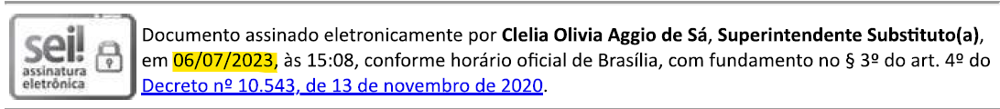 sei!
assinatura
eletrônica
Documento assinado eletronicamente por Clelia Olivia Aggio de Sá, Superintendente Substituto(a),
em 06/07/2023, às 15:08, conforme horário oficial de Brasília, com fundamento no § 3º do art. 4º do
Decreto nº 10.543, de 13 de novembro de 2020.